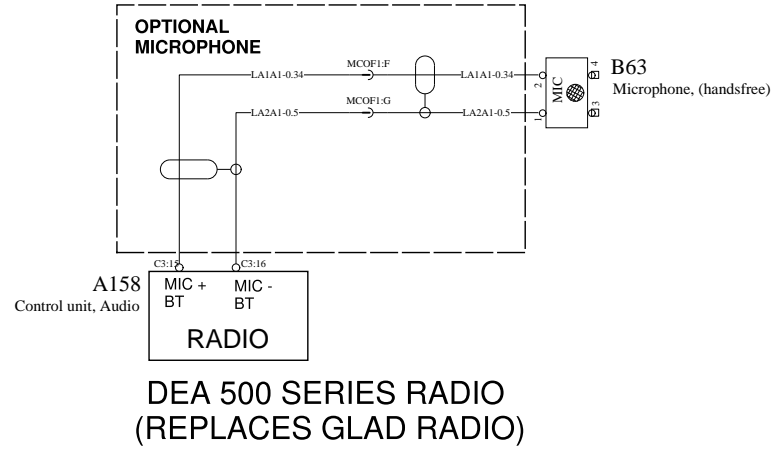 OPTIONAL
MICROPHONE
MCOF1:F
LA1A1-0.34
LA1A1-0.34
MCOF1:G
LA2A1-0.5
LA2A1-0.5
2
1
MIC
4
3
B63
Microphone, (handsfree)
C3:15
C3:16
A158
Control unit, Audio
MIC +
BT
MIC -
BT
RADIO
DEA 500 SERIES RADIO
(REPLACES GLAD RADIO)